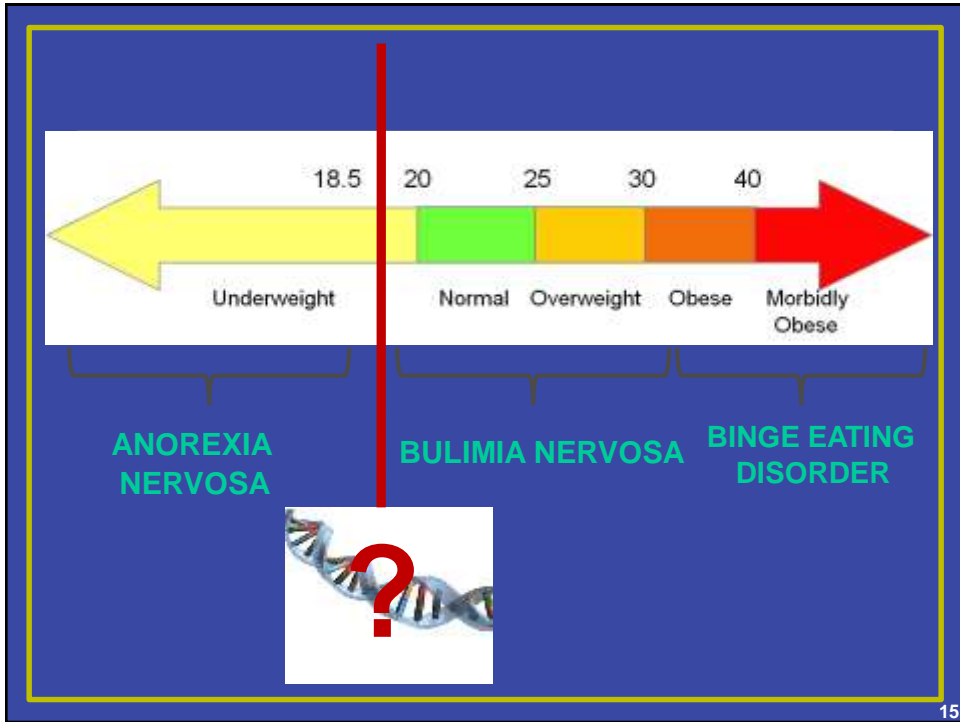 18.5 20 25 30 40
Underweight Normal Overweight Obese Morbidly
Obese
ANOREXIA
NERVOSA
BULIMIA NERVOSA
BINGE EATING
DISORDER
?
15